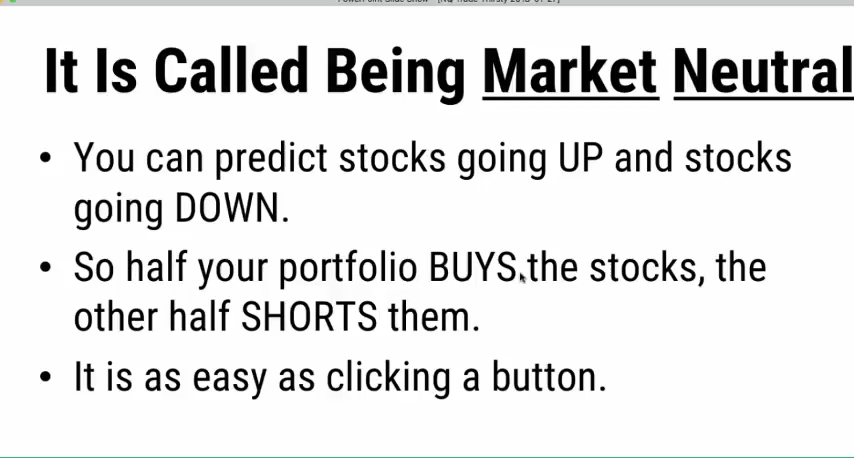 It Is Called Being Market Neutral
• You can predict stocks going UP and stocks
going DOWN.
• So half your portfolio BUYS the stocks, the
other half SHORTS them.
• It is as easy as clicking a button.